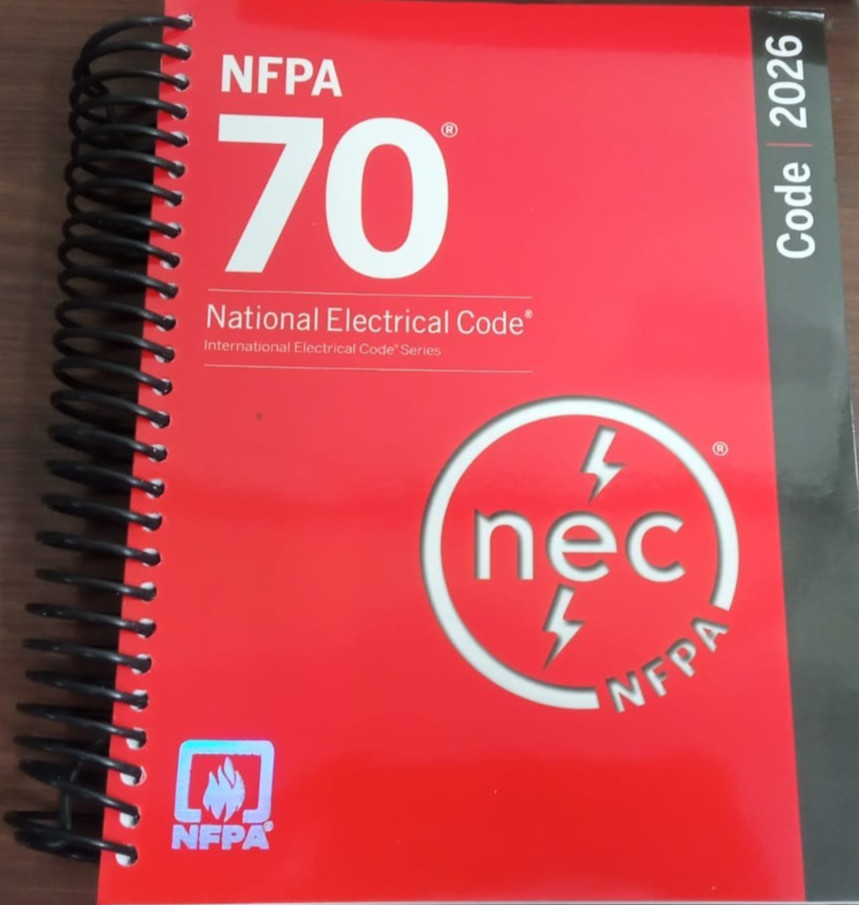 NFPA
70®
National Electrical Code®
International Electrical Code® Series
Code | 2026
®
nec
NFPA
NFPA®